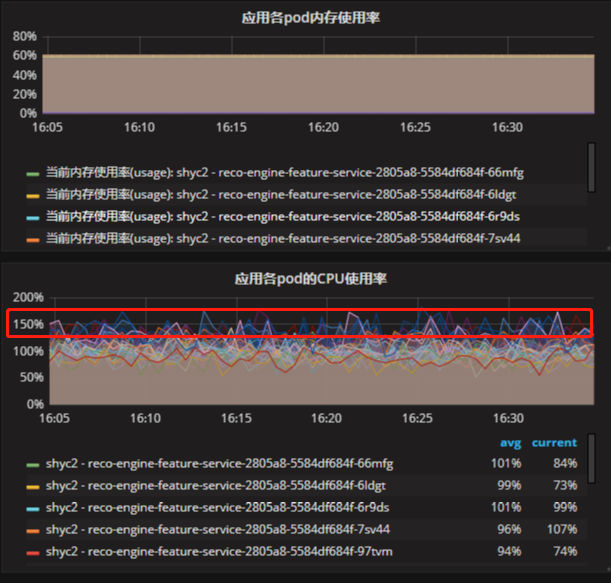 应用各pod内存使用率
80%
60%
40%
20%
0%
16:05 16:10 16:15 16:20 16:25 16:30
当前内存使用率(usage): shyc2 - reco-engine-feature-service-2805a8-5584df684f-66mfg
当前内存使用率(usage): shyc2 - reco-engine-feature-service-2805a8-5584df684f-6ldgt
当前内存使用率(usage): shyc2 - reco-engine-feature-service-2805a8-5584df684f-6r9ds
当前内存使用率(usage): shyc2 - reco-engine-feature-service-2805a8-5584df684f-7sv44
应用各pod的CPU使用率
200%
150%
100%
50%
0%
16:05 16:10 16:15 16:20 16:25 16:30
avg current
shyc2 - reco-engine-feature-service-2805a8-5584df684f-66mfg 101% 84%
shyc2 - reco-engine-feature-service-2805a8-5584df684f-6ldgt 99% 73%
shyc2 - reco-engine-feature-service-2805a8-5584df684f-6r9ds 101% 99%
shyc2 - reco-engine-feature-service-2805a8-5584df684f-7sv44 96% 107%
shyc2 - reco-engine-feature-service-2805a8-5584df684f-97tvm 94% 74%